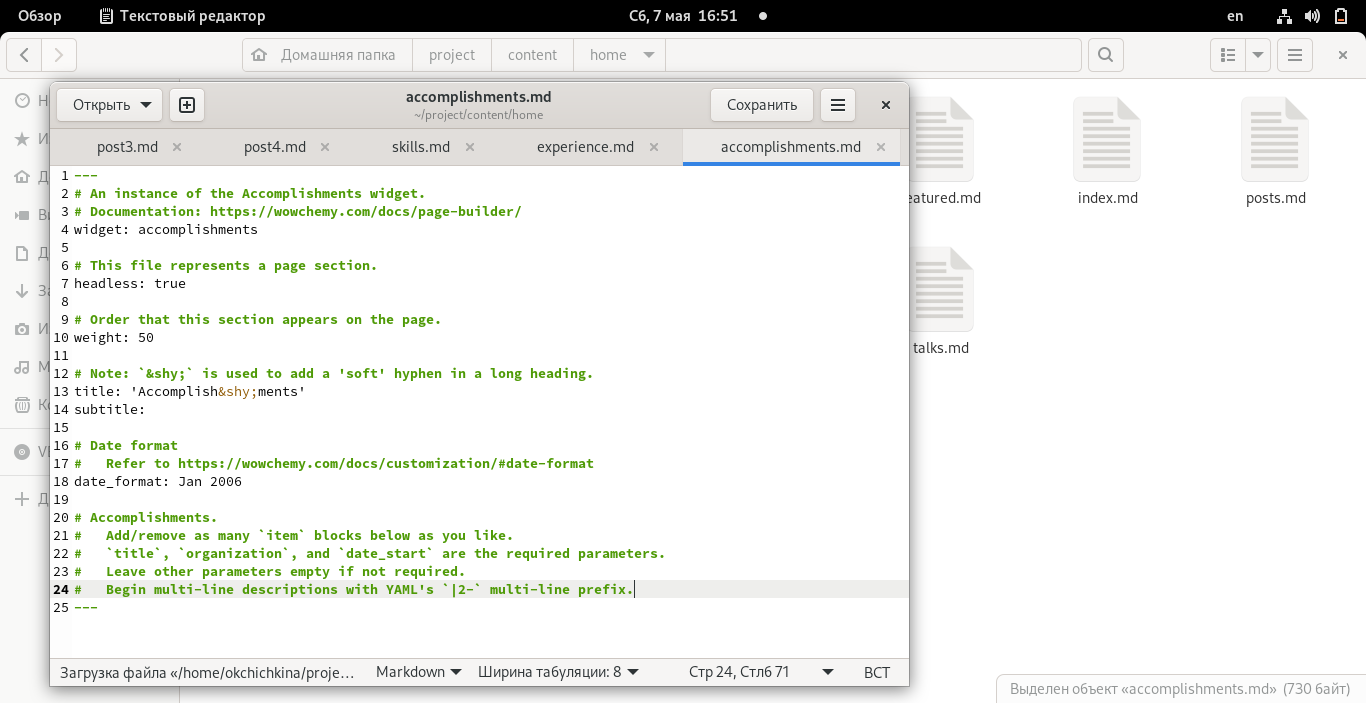 Обзор
Текстовый редактор
Сб, 7 мая 16:51
en
Домашняя папка
project
content
home
Открыть
accomplishments.md
~/project/content/home
Сохранить
post3.md
post4.md
skills.md
experience.md
accomplishments.md
1 ---
2 # An instance of the Accomplishments widget.
3 # Documentation: https://wowchemy.com/docs/page-builder/
4 widget: accomplishments
5
6 # This file represents a page section.
7 headless: true
8
9 # Order that this section appears on the page.
10 weight: 50
11
12 # Note: `&shy;` is used to add a 'soft' hyphen in a long heading.
13 title: 'Accomplish&shy;ments'
14 subtitle:
15
16 # Date format
17 #   Refer to https://wowchemy.com/docs/customization/#date-format
18 date_format: Jan 2006
19
20 # Accomplishments.
21 #   Add/remove as many `item` blocks below as you like.
22 #   `title`, `organization`, and `date_start` are the required parameters.
23 #   Leave other parameters empty if not required.
24 #   Begin multi-line descriptions with YAML's `|2-` multi-line prefix.
25 ---
Загрузка файла «/home/okchichkina/proje…
Markdown
Ширина табуляции: 8
Стр 24, Стлб 71
ВСТ
eatured.md
index.md
posts.md
talks.md
Выделен объект «accomplishments.md» (730 байт)